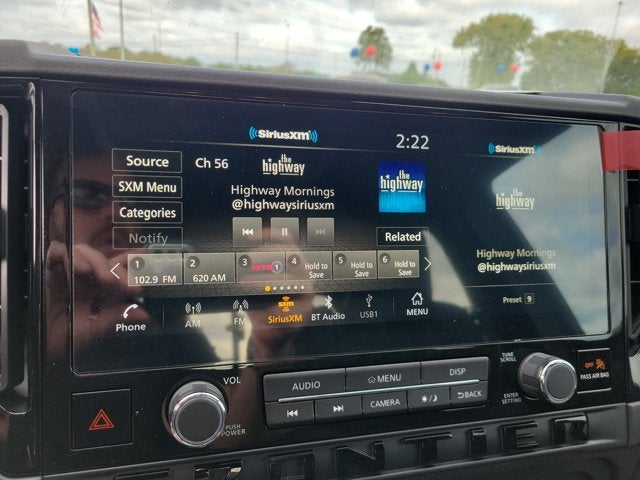 SiriusXM
2:22
SiriusXM
Source
Ch 56
the highway
SXM Menu
Highway Mornings
@highwaysiriusxm
the highway
the highway
Categories
Notify
Related
Highway Mornings
@highwaysiriusxm
1
102.9 FM
2
620 AM
3
4 Hold to Save
5 Hold to Save
6 Hold to Save
Preset 9
Phone
AM
FM
sxm
SiriusXM
BT Audio
USB1
MENU
VOL
PUSH POWER
AUDIO
MENU
DISP
CAMERA
BACK
TUNE SCROLL
ENTER SETTING
OFF
PASS AIR BAG
FRONTIER